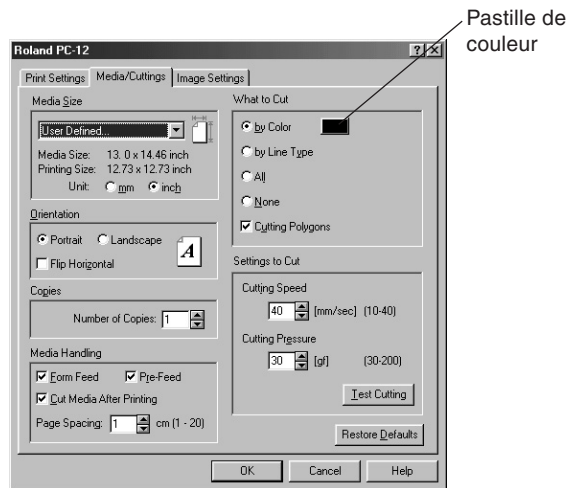 Pastille de
couleur
Roland PC-12
Print Settings Media/Cuttings Image Settings
Media Size
User Defined...
Media Size: 13. 0 x 14.46 inch
Printing Size: 12.73 x 12.73 inch
Unit: mm inch
Orientation
Portrait Landscape
Flip Horizontal
A
Copies
Number of Copies: 1
Media Handling
Form Feed Pre-Feed
Cut Media After Printing
Page Spacing: 1 cm (1 - 20)
What to Cut
by Color
by Line Type
All
None
Cutting Polygons
Settings to Cut
Cutting Speed
40 [mm/sec] (10-40)
Cutting Pressure
30 [gf] (30-200)
Test Cutting
Restore Defaults
OK Cancel Help